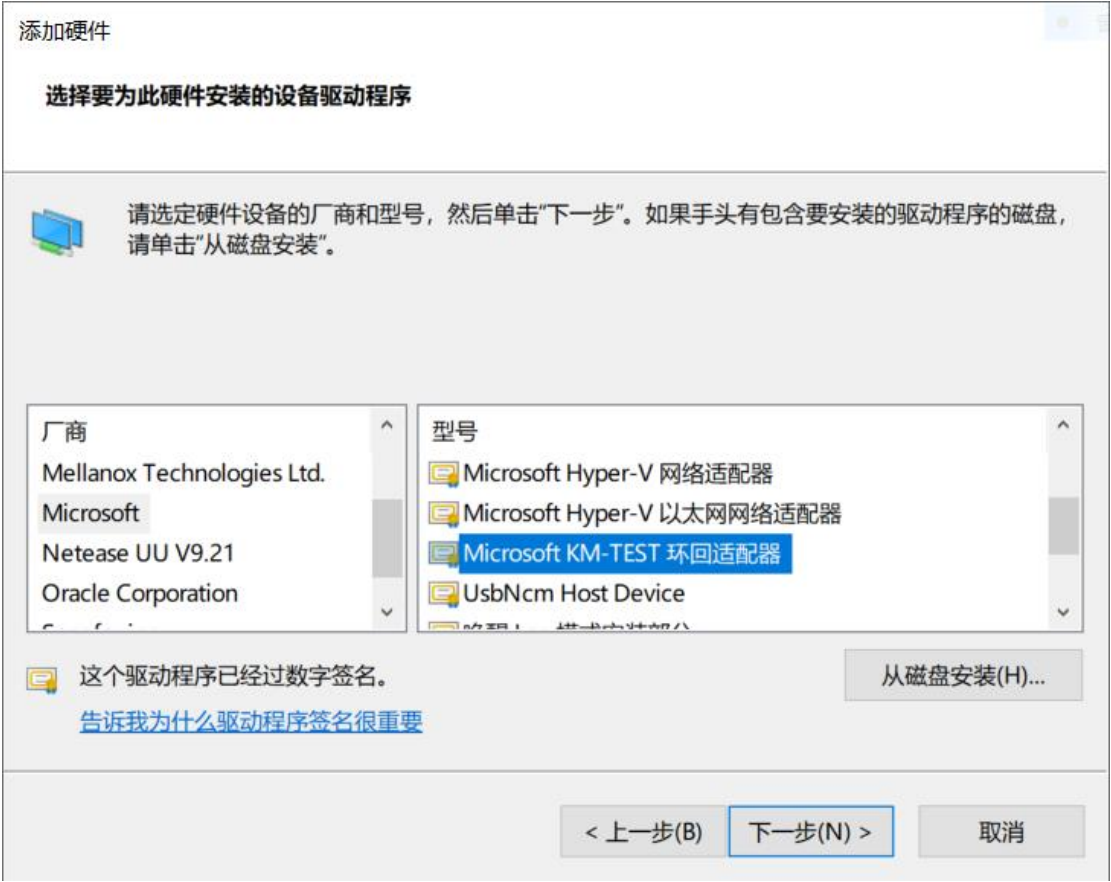 添加硬件
选择要为此硬件安装的设备驱动程序
请选定硬件设备的厂商和型号，然后单击“下一步”。如果手头有包含要安装的驱动程序的磁盘，
请单击“从磁盘安装”。
厂商
Mellanox Technologies Ltd.
Microsoft
Netease UU V9.21
Oracle Corporation
型号
Microsoft Hyper-V 网络适配器
Microsoft Hyper-V 以太网网络适配器
Microsoft KM-TEST 环回适配器
UsbNcm Host Device
这个驱动程序已经过数字签名。
告诉我为什么驱动程序签名很重要
从磁盘安装(H)...
< 上一步(B)
下一步(N) >
取消